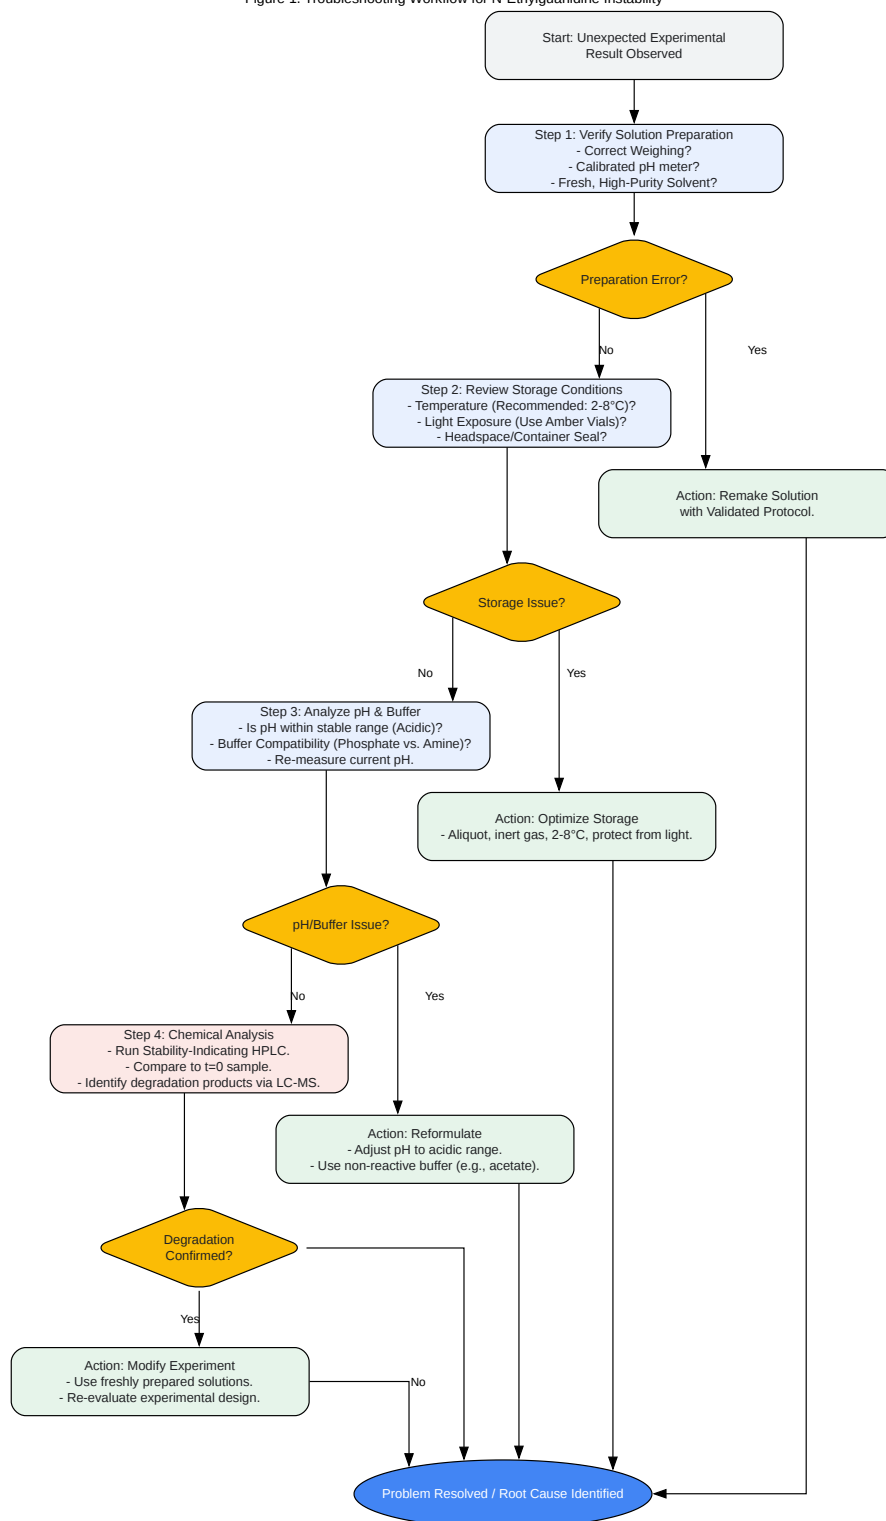 Figure 1: Troubleshooting Workflow for N-Ethylguanidine Instability
Start: Unexpected Experimental
Result Observed
Step 1: Verify Solution Preparation
- Correct Weighing?
- Calibrated pH meter?
- Fresh, High-Purity Solvent?
Preparation Error?
No
Yes
Step 2: Review Storage Conditions
- Temperature (Recommended: 2-8°C)?
- Light Exposure (Use Amber Vials)?
- Headspace/Container Seal?
Action: Remake Solution
with Validated Protocol.
Storage Issue?
No
Yes
Step 3: Analyze pH & Buffer
- Is pH within stable range (Acidic)?
- Buffer Compatibility (Phosphate vs. Amine)?
- Re-measure current pH.
Action: Optimize Storage
- Aliquot, inert gas, 2-8°C, protect from light.
pH/Buffer Issue?
No
Yes
Step 4: Chemical Analysis
- Run Stability-Indicating HPLC.
- Compare to t=0 sample.
- Identify degradation products via LC-MS.
Action: Reformulate
- Adjust pH to acidic range.
- Use non-reactive buffer (e.g., acetate).
Degradation
Confirmed?
Yes
Action: Modify Experiment
- Use freshly prepared solutions.
- Re-evaluate experimental design.
No
Problem Resolved / Root Cause Identified